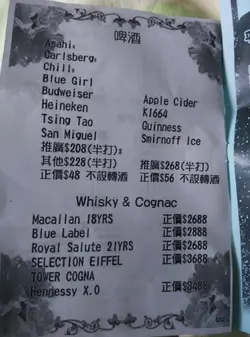 啤酒
Asahi
Carlsberg
Chill
Blue Girl
Budweiser
Heineken
Tsing Tao
San Miguel
推廣$208(半打)
其他$228(半打)
正價$48 不設轉酒
Apple Cider
K1664
Guinness
Smirnoff Ice
推廣$268(半打)
正價$56 不設轉酒
Whisky & Cognac
Macallan 18YRS 正價$2688
Blue Label 正價$2888
Royal Salute 21YRS 正價$2688
SELECTION EIFFEL 正價$3688
TOWER COGNA
Hennessy X.O 正價$3488